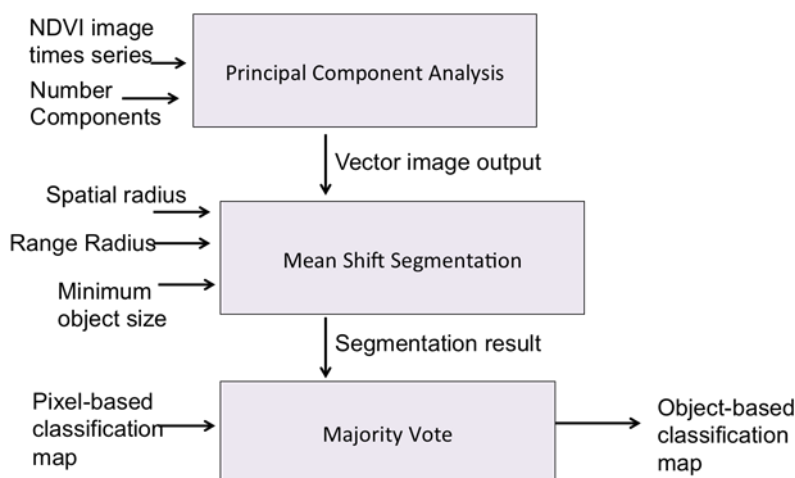 NDVI image
times series
Number
Components
Principal Component Analysis
Vector image output
Spatial radius
Range Radius
Minimum
object size
Mean Shift Segmentation
Segmentation result
Pixel-based
classification
map
Majority Vote
Object-based
classification
map